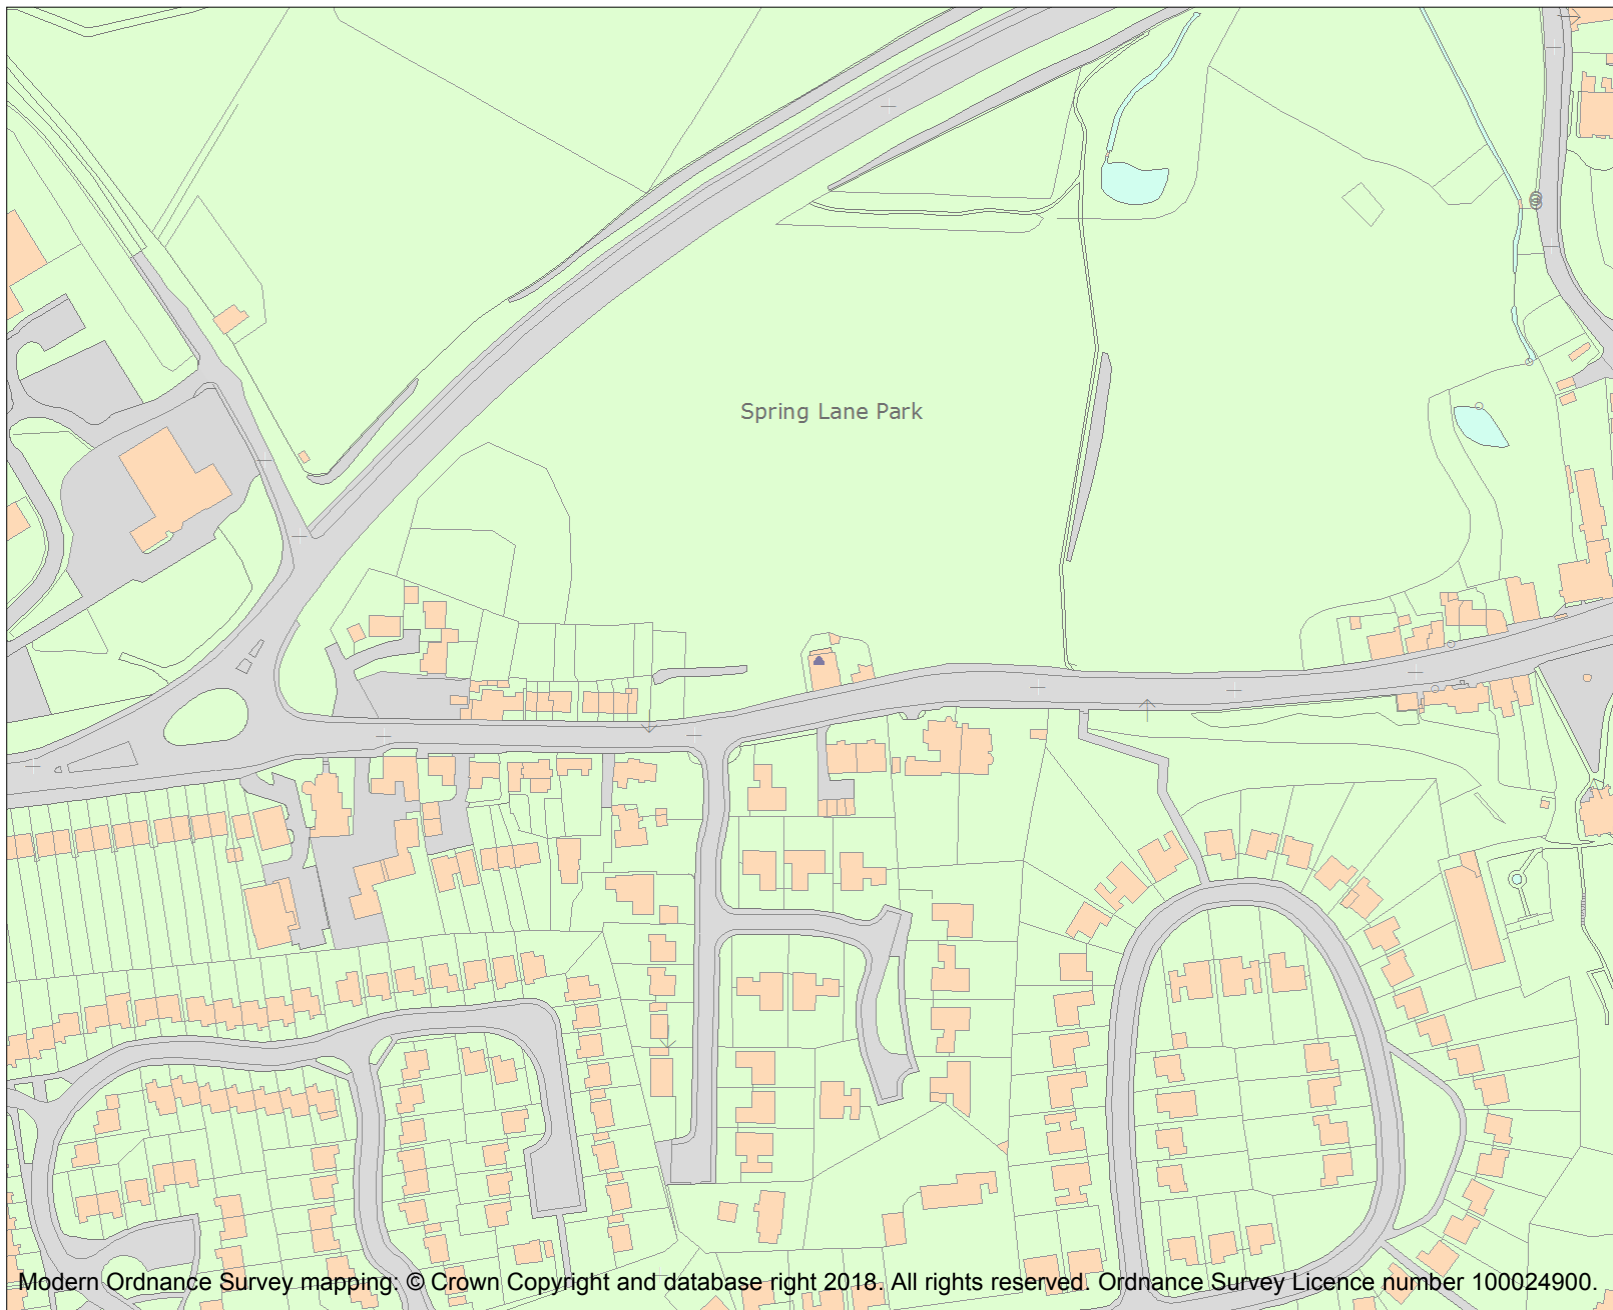 Spring Lane Park
Modern Ordnance Survey mapping: © Crown Copyright and database right 2018. All rights reserved. Ordnance Survey Licence number 100024900.